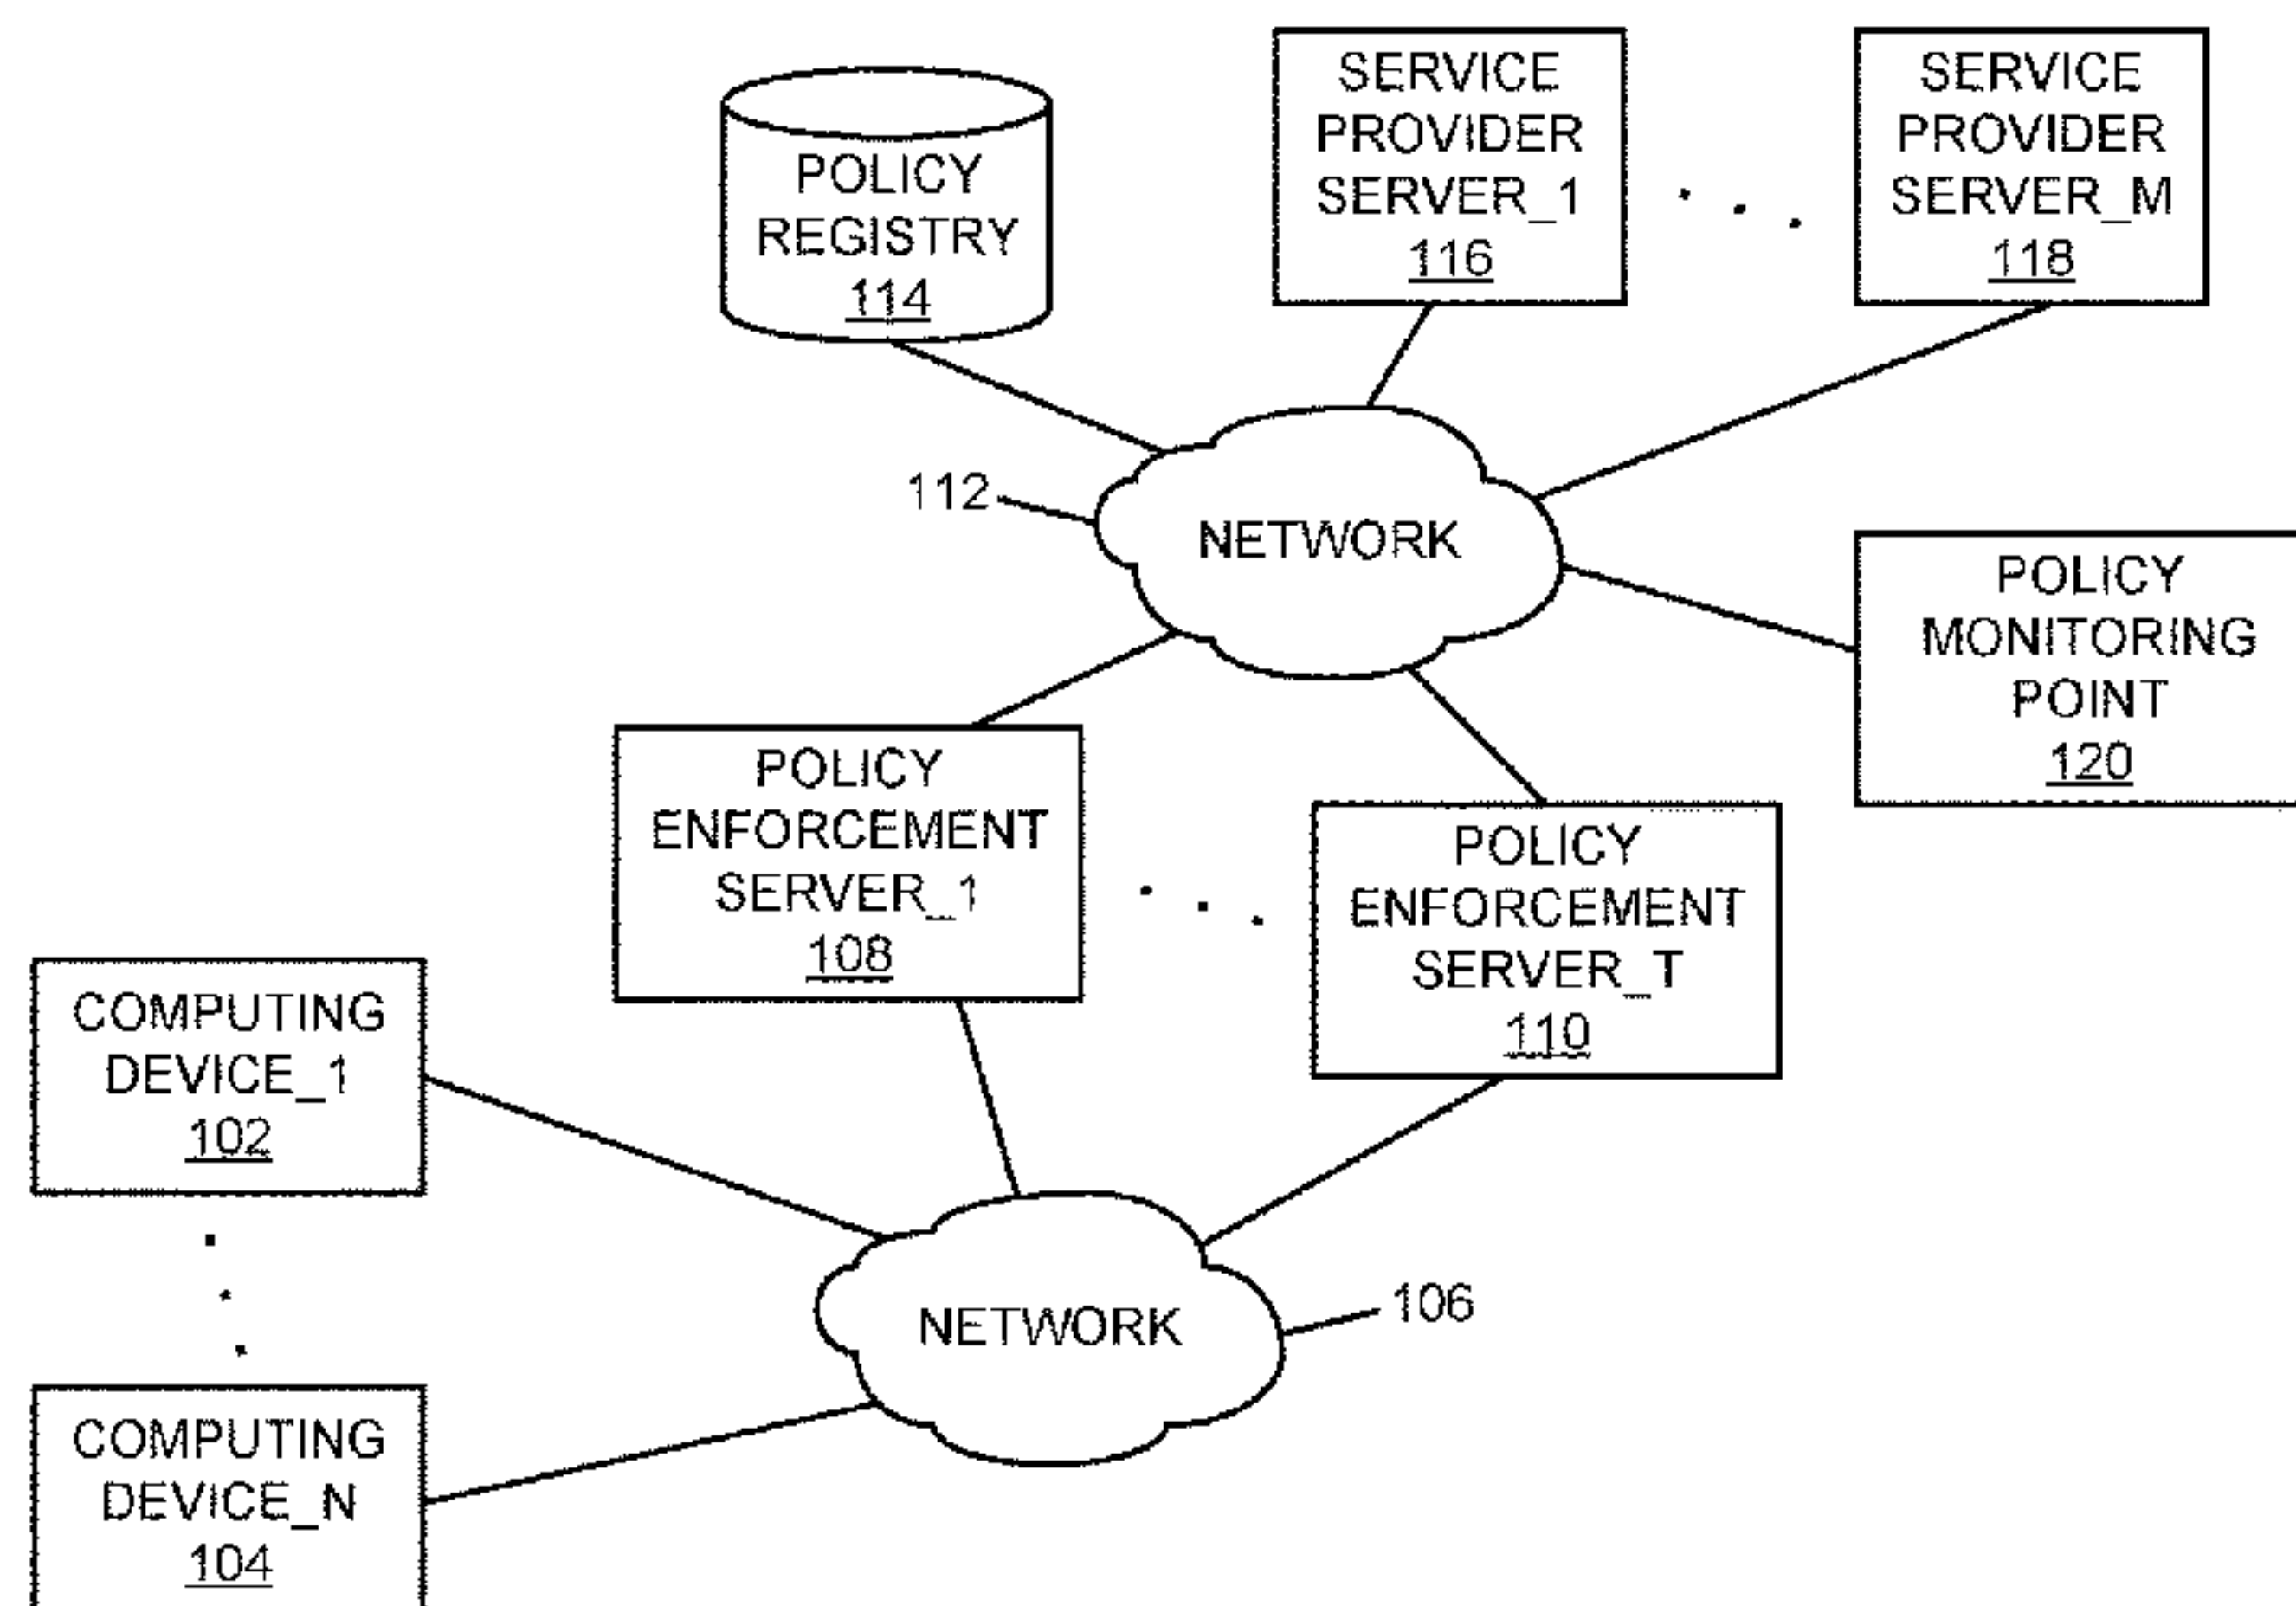 POLICY
REGISTRY
114
SERVICE
PROVIDER
SERVER_1
116
SERVICE
PROVIDER
SERVER_M
118
112
NETWORK
POLICY
MONITORING
POINT
120
POLICY
ENFORCEMENT
SERVER_1
108
POLICY
ENFORCEMENT
SERVER_T
110
COMPUTING
DEVICE_1
102
NETWORK
106
COMPUTING
DEVICE_N
104